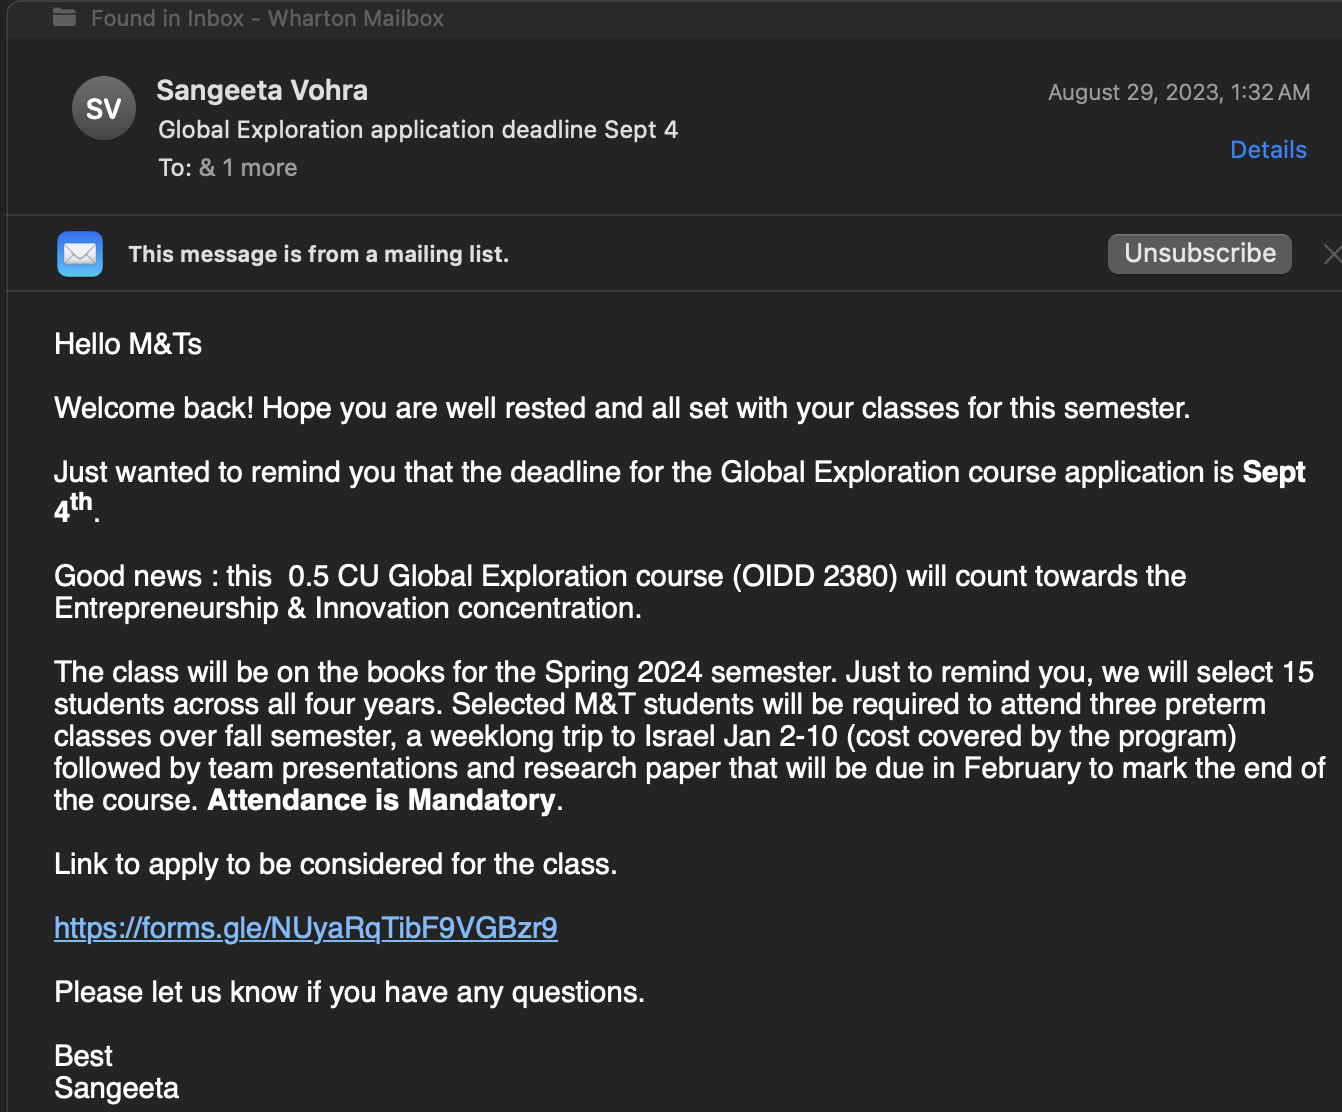 Found in Inbox - Wharton Mailbox
SV
Sangeeta Vohra
August 29, 2023, 1:32 AM
Global Exploration application deadline Sept 4
Details
To: & 1 more
This message is from a mailing list.
Unsubscribe
Hello M&Ts
Welcome back! Hope you are well rested and all set with your classes for this semester.
Just wanted to remind you that the deadline for the Global Exploration course application is Sept
4th.
Good news : this  0.5 CU Global Exploration course (OIDD 2380) will count towards the
Entrepreneurship & Innovation concentration.
The class will be on the books for the Spring 2024 semester. Just to remind you, we will select 15
students across all four years. Selected M&T students will be required to attend three preterm
classes over fall semester, a weeklong trip to Israel Jan 2-10 (cost covered by the program)
followed by team presentations and research paper that will be due in February to mark the end of
the course. Attendance is Mandatory.
Link to apply to be considered for the class.
https://forms.gle/NUyaRqTibF9VGBzr9
Please let us know if you have any questions.
Best
Sangeeta